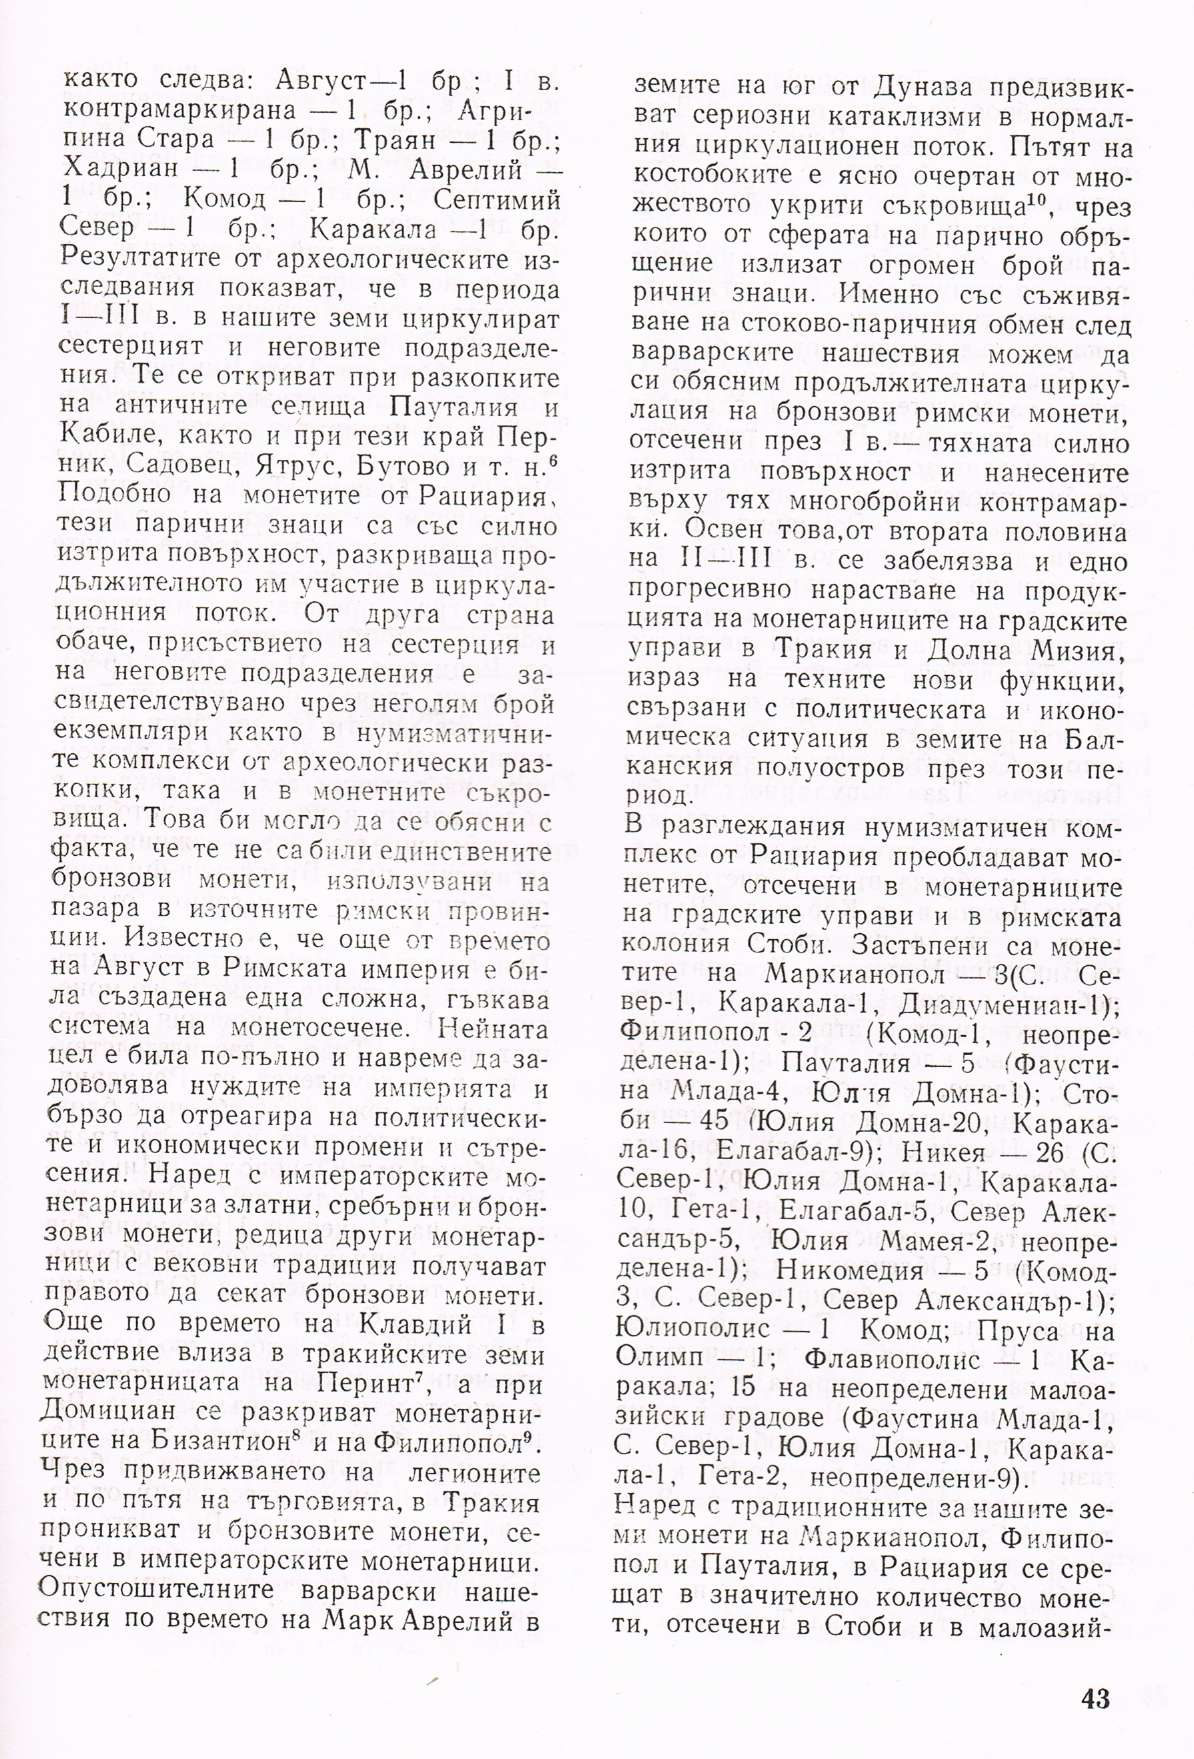 както следва: Август—1 бр ; I в.
контрамаркирана — 1 бр.; Агри-
пина Стара — 1 бр.; Траян — 1 бр.;
Хадриан — 1 бр.; М. Аврелий —
1 бр.; Комод — 1 бр.; Септимий
Север — 1 бр.; Каракала —1 бр.
Резултатите от археологическите из-
следвания показват, че в периода
I—III в. в нашите земи циркулират
сестерцият и неговите подразделе-
ния. Те се откриват при разкопките
на античните селища Пауталия и
Кабиле, както и при тези край Пер-
ник, Садовец, Ятрус, Бутово и т. н.⁶
Подобно на монетите от Рациария,
тези парични знаци са със силно
изтрита повърхност, разкриваща про-
дължителното им участие в циркула-
ционния поток. От друга страна
обаче, присъствието на сестерция и
на неговите подразделения е за-
свидетелствувано чрез неголям брой
екземпляри както в нумизматични-
те комплекси от археологически раз-
копки, така и в монетните съкро-
вища. Това би могло да се обясни с
факта, че те не са били единствените
бронзови монети, използвани на
пазара в източните римски провин-
ции. Известно е, че още от времето
на Август в Римската империя е би-
ла създадена една сложна, гъвкава
система на монетосечене. Нейната
цел е била по-пълно и навреме да за-
доволява нуждите на империята и
бързо да отреагира на политически-
те и икономически промени и сътре-
сения. Наред с императорските мо-
нетарници за златни, сребърни и брон-
зови монети, редица други монетар-
ници с вековни традиции получават
правото да секат бронзови монети.
Още по времето на Клавдий I в
действие влиза в тракийските земи
монетарницата на Перинт⁷, а при
Домициан се разкриват монетарни-
ците на Бизантион⁸ и на Филипопол⁹.
Чрез придвижването на легионите
и по пътя на търговията, в Тракия
проникват и бронзовите монети, се-
чени в императорските монетарници.
Опустошителните варварски наше-
ствия по времето на Марк Аврелий в
земите на юг от Дунава предизвик-
ват сериозни катаклизми в нормал-
ния циркулационен поток. Пътят на
костобоките е ясно очертан от мно-
жеството укрити съкровища¹⁰, чрез
които от сферата на парично обръ-
щение излизат огромен брой па-
рични знаци. Именно със съживя-
ване на стоково-паричния обмен след
варварските нашествия можем да
си обясним продължителната цирку-
лация на бронзови римски монети,
отсечени през I в.— тяхната силно
изтрита повърхност и нанесените
върху тях многобройни контрамар-
ки. Освен това,от втората половина
на II—III в. се забелязва и едно
прогресивно нарастване на продук-
цията на монетарниците на градските
управи в Тракия и Долна Мизия,
израз на техните нови функции,
свързани с политическата и иконо-
мическа ситуация в земите на Бал-
канския полуостров през този пе-
риод.
В разглеждания нумизматичен ком-
плекс от Рациария преобладават мо-
нетите, отсечени в монетарниците
на градските управи и в римската
колония Стоби. Застъпени са моне-
тите на Маркианопол — 3(С. Се-
вер-1, Каракала-1, Диадумениан-1);
Филипопол - 2 (Комод-1, неопре-
делена-1); Пауталия — 5 (Фаусти-
на Млада-4, Юлия Домна-1); Сто-
би — 45 (Юлия Домна-20, Карака-
ла-16, Елагабал-9); Никея — 26 (С.
Север-1, Юлия Домна-1, Каракала-
10, Гета-1, Елагабал-5, Север Алек-
сандър-5, Юлия Мамея-2, неопре-
делена-1); Никомедия — 5 (Комод-
3, С. Север-1, Север Александър-1);
Юлиополис — 1 Комод; Пруса на
Олимп — 1; Флавиополис — 1 Ка-
ракала; 15 на неопределени малоа-
зийски градове (Фаустина Млада-1,
С. Север-1, Юлия Домна-1, Карака-
ла-1, Гета-2, неопределени-9).
Наред с традиционните за нашите зе-
ми монети на Маркианопол, Филипо-
пол и Пауталия, в Рациария се сре-
щат в значително количество моне-
ти, отсечени в Стоби и в малоазий-
43